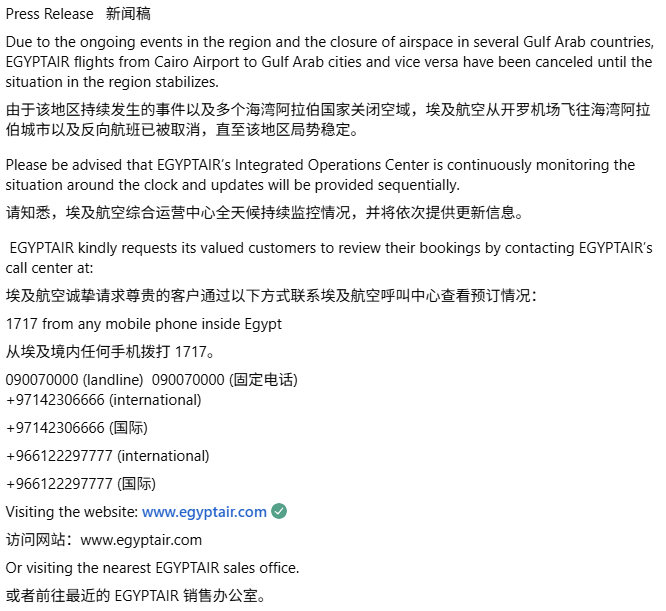 Press Release 新闻稿
Due to the ongoing events in the region and the closure of airspace in several Gulf Arab countries,
EGYPTAIR flights from Cairo Airport to Gulf Arab cities and vice versa have been canceled until the
situation in the region stabilizes.
由于该地区持续发生的事件以及多个海湾阿拉伯国家关闭空域，埃及航空从开罗机场飞往海湾阿拉
伯城市以及反向航班已被取消，直至该地区局势稳定。
Please be advised that EGYPTAIR’s Integrated Operations Center is continuously monitoring the
situation around the clock and updates will be provided sequentially.
请知悉，埃及航空综合运营中心全天候持续监控情况，并将依次提供更新信息。
EGYPTAIR kindly requests its valued customers to review their bookings by contacting EGYPTAIR’s
call center at:
埃及航空诚挚请求尊贵的客户通过以下方式联系埃及航空呼叫中心查看预订情况：
1717 from any mobile phone inside Egypt
从埃及境内任何手机拨打 1717。
090070000 (landline) 090070000 (固定电话)
+97142306666 (international)
+97142306666 (国际)
+966122297777 (international)
+966122297777 (国际)
Visiting the website: www.egyptair.com
访问网站：www.egyptair.com
Or visiting the nearest EGYPTAIR sales office.
或者前往最近的 EGYPTAIR 销售办公室。